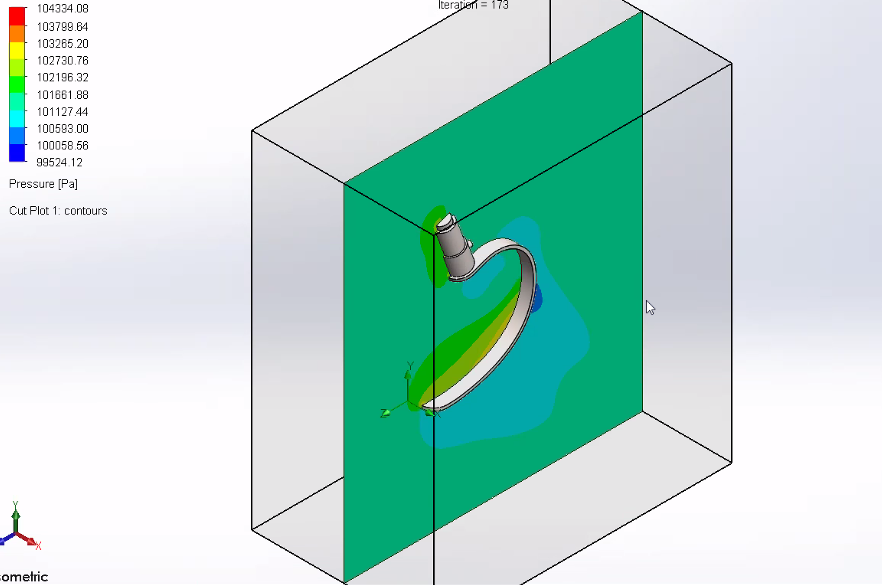 104334.08
Iteration = 173
103799.64
103265.20
102730.76
102196.32
101661.88
101127.44
100593.00
100058.56
99524.12
Pressure [Pa]
Cut Plot 1: contours
Y
Z
X
Y
X
sometric